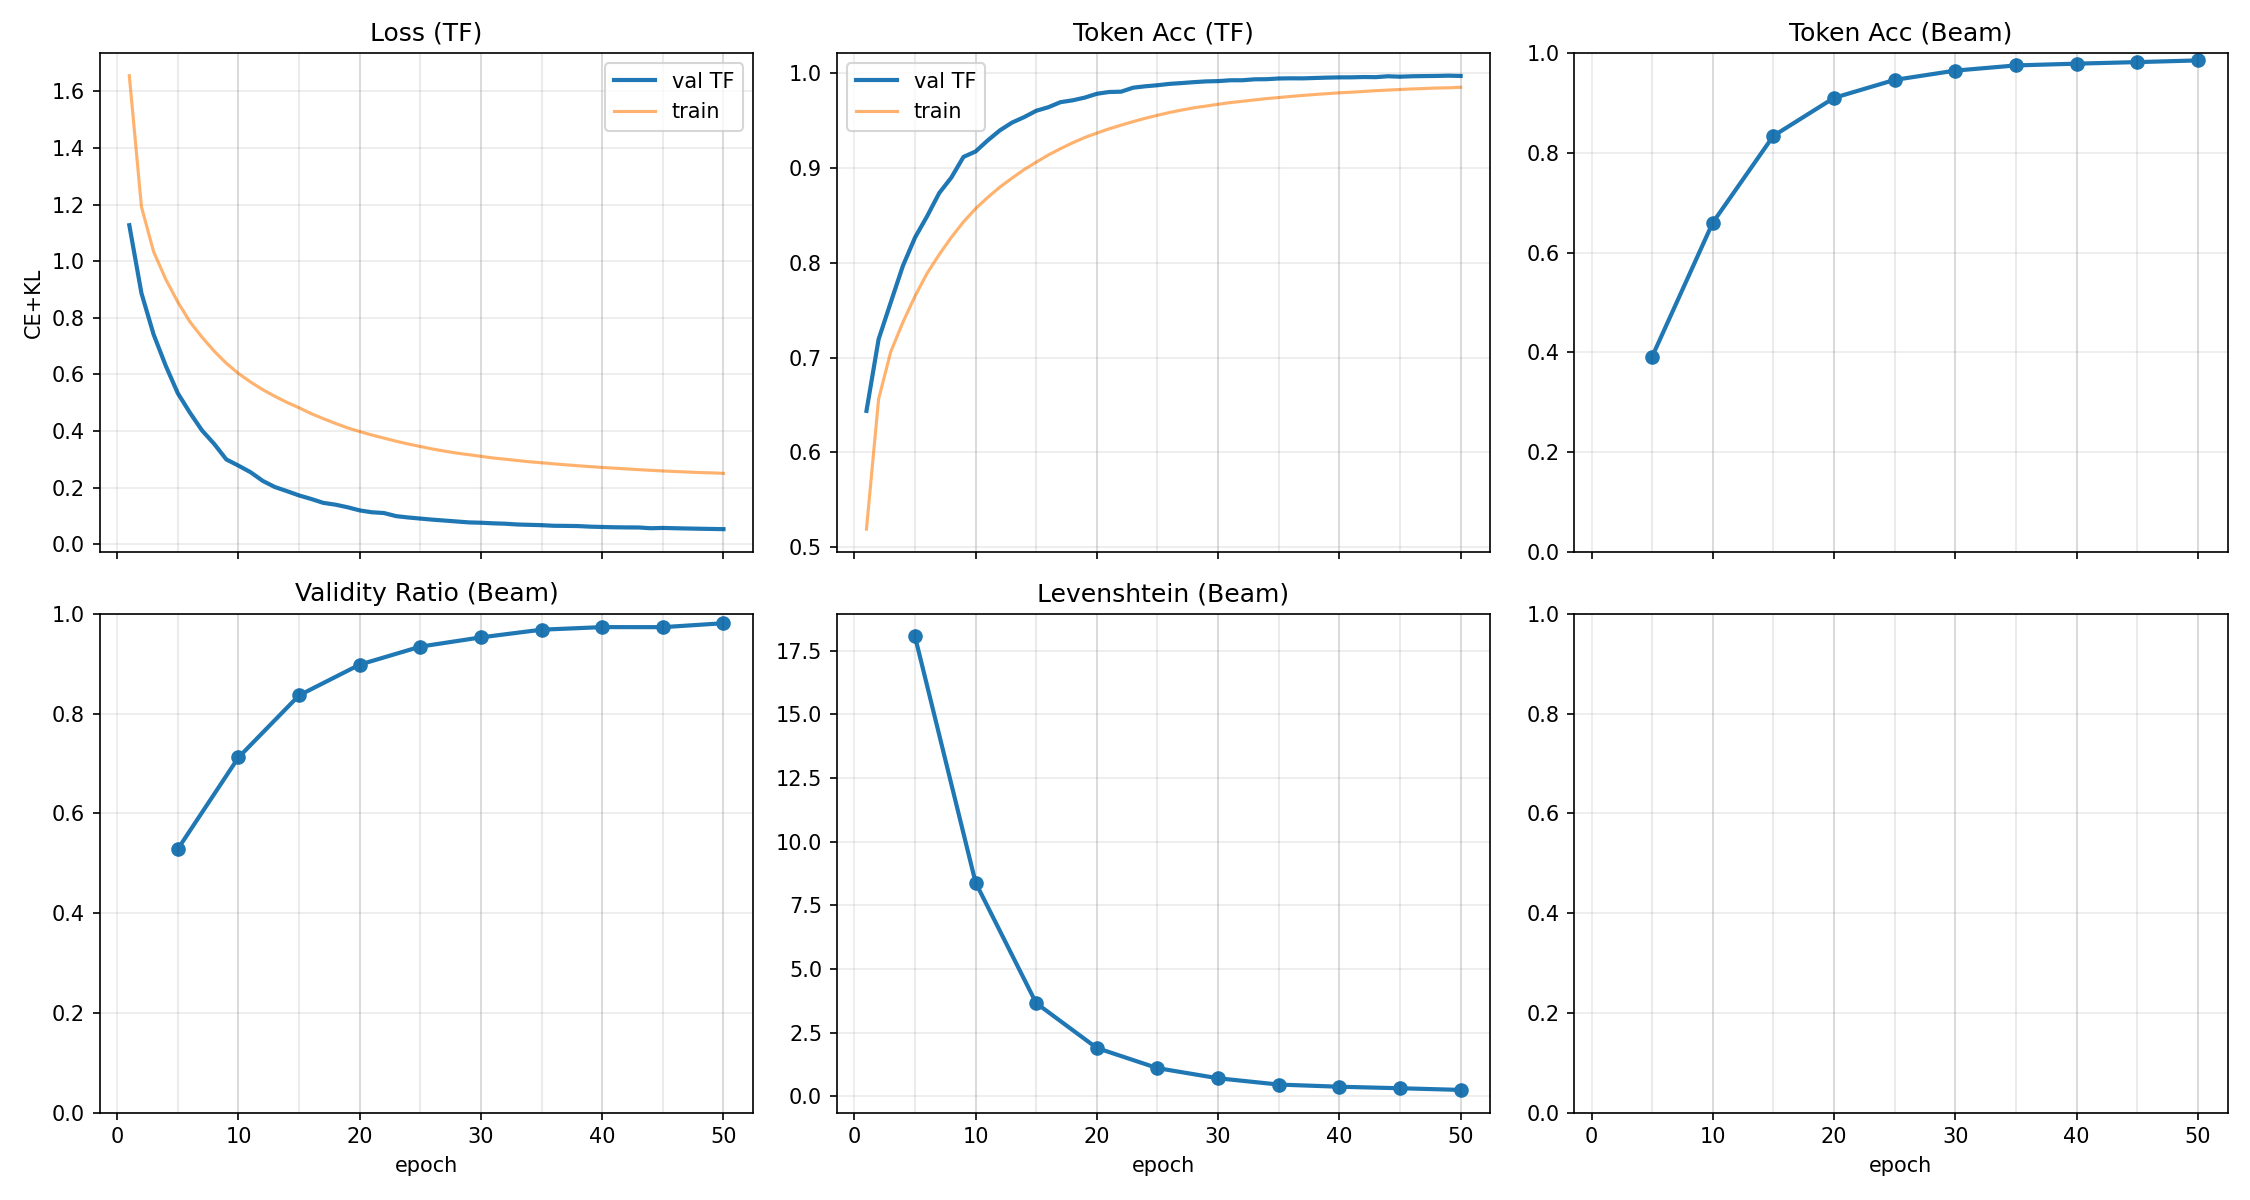 Loss (TF)
CE+KL
1.6
1.4
1.2
1.0
0.8
0.6
0.4
0.2
0.0
val TF
train
Token Acc (TF)
1.0
0.9
0.8
0.7
0.6
0.5
val TF
train
Token Acc (Beam)
1.0
0.8
0.6
0.4
0.2
0.0
Validity Ratio (Beam)
1.0
0.8
0.6
0.4
0.2
0.0
0 10 20 30 40 50
epoch
Levenshtein (Beam)
17.5
15.0
12.5
10.0
7.5
5.0
2.5
0.0
0 10 20 30 40 50
epoch
1.0
0.8
0.6
0.4
0.2
0.0
0 10 20 30 40 50
epoch